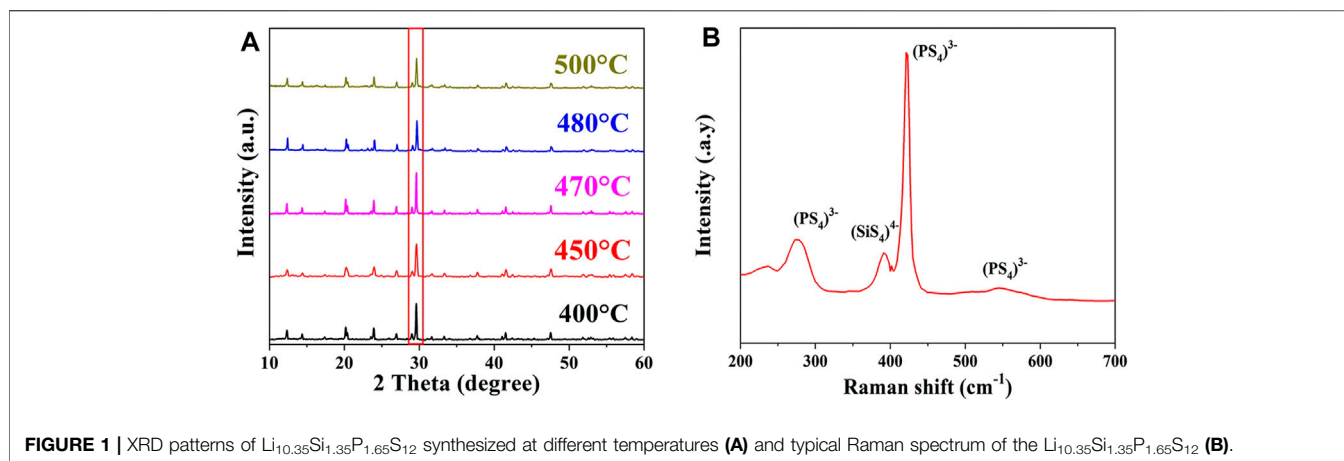 A
500°C
480°C
470°C
450°C
400°C
Intensity (a.u.)
10 20 30 40 50 60
2 Theta (degree)
B
(PS₄)³⁻
(PS₄)³⁻
(SiS₄)⁴⁻
(PS₄)³⁻
Intensity (.a.y)
200 300 400 500 600 700
Raman shift (cm⁻¹)
FIGURE 1 | XRD patterns of Li₁₀.₃₅Si₁.₃₅P₁.₆₅S₁₂ synthesized at different temperatures (A) and typical Raman spectrum of the Li₁₀.₃₅Si₁.₃₅P₁.₆₅S₁₂ (B).